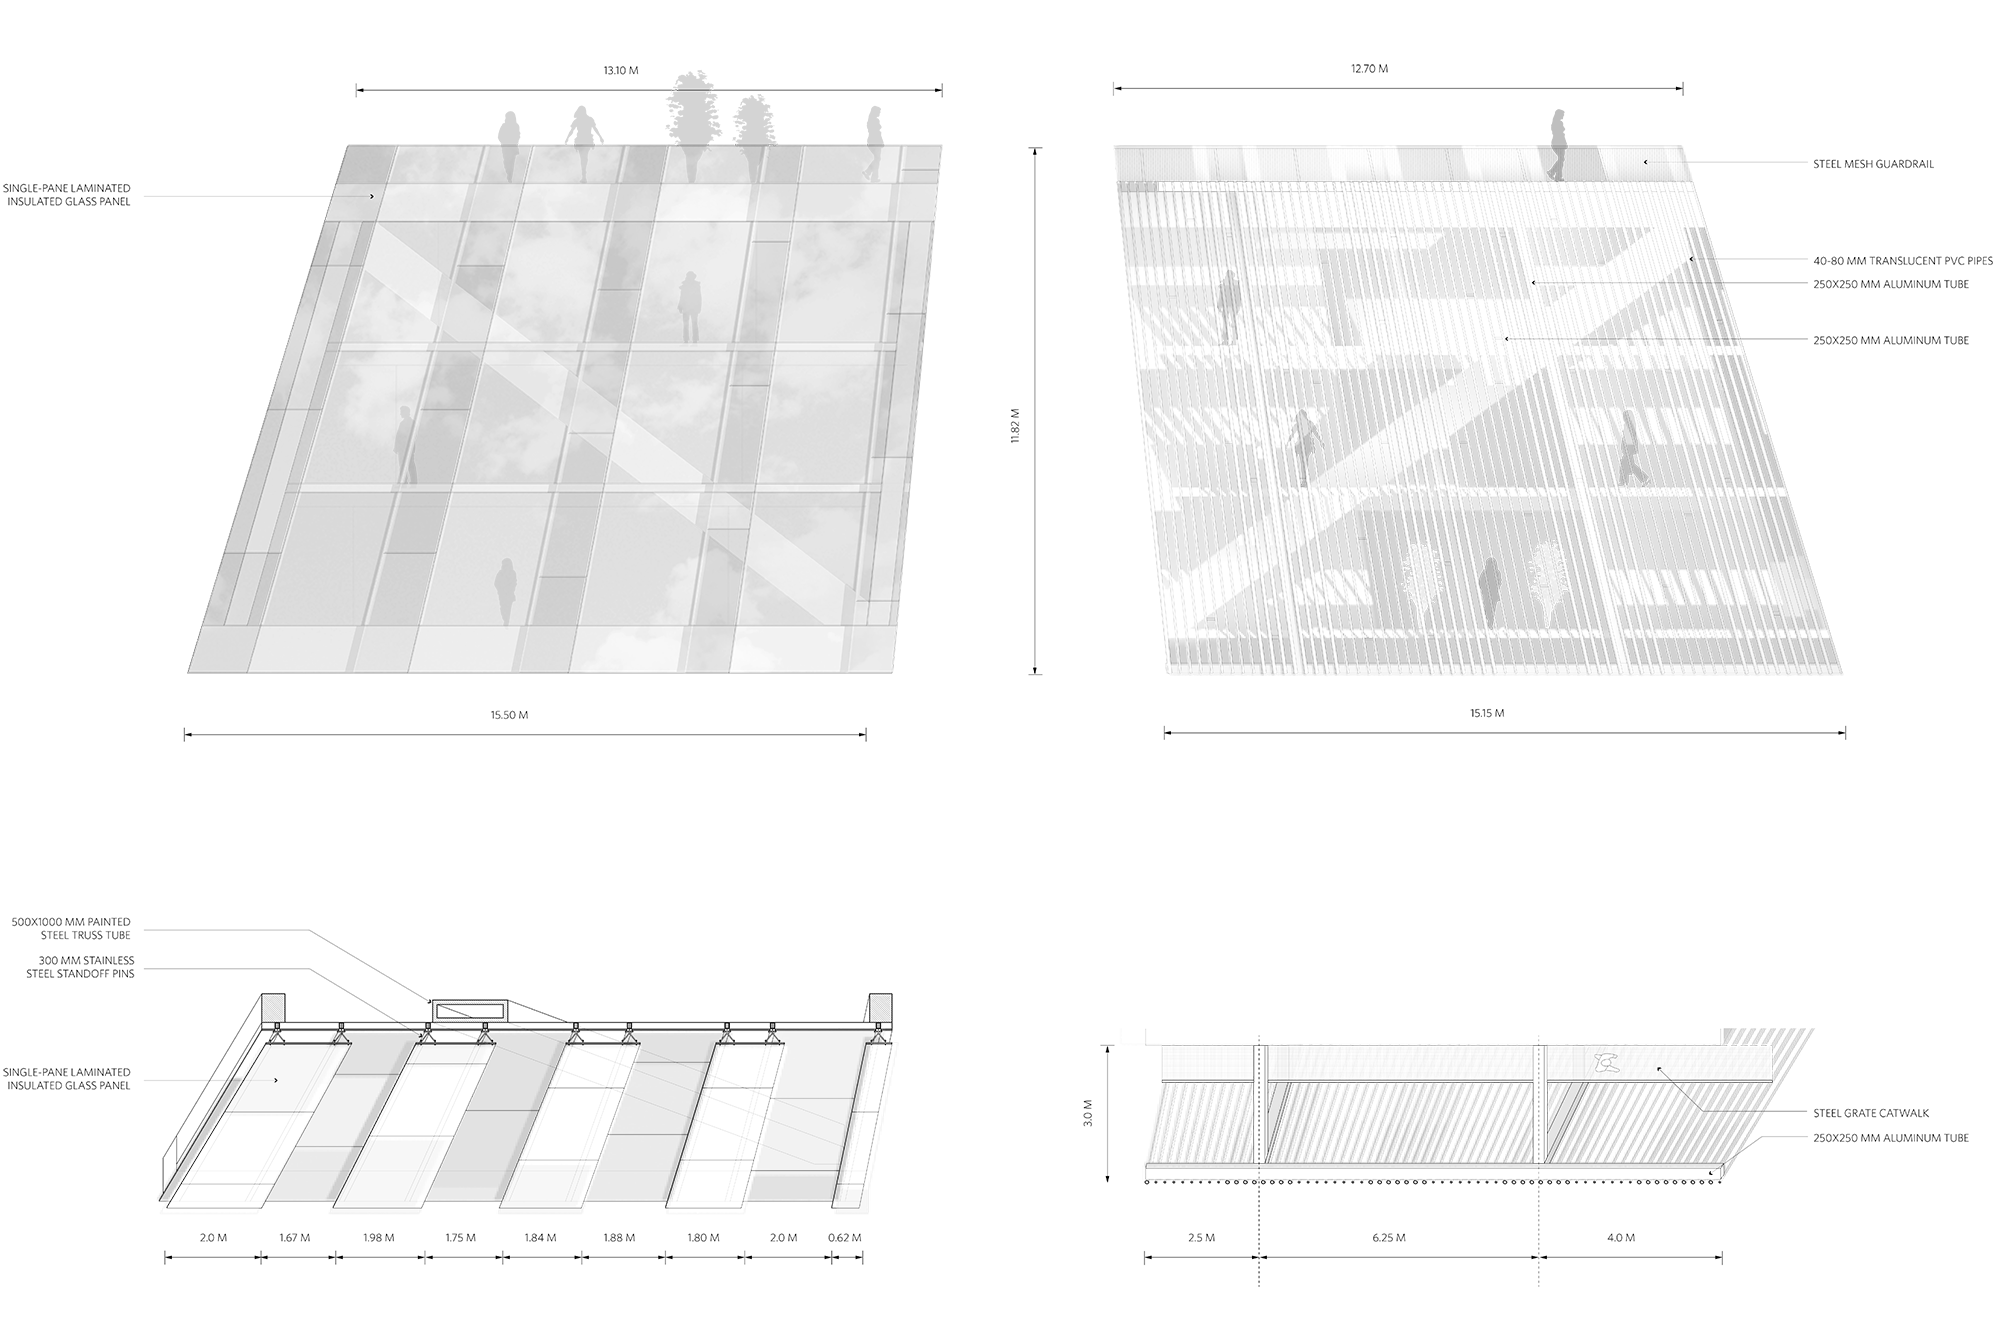 13.10 M
12.70 M
SINGLE-PANE LAMINATED
INSULATED GLASS PANEL
STEEL MESH GUARDRAIL
40-80 MM TRANSLUCENT PVC PIPES
250X250 MM ALUMINUM TUBE
250X250 MM ALUMINUM TUBE
11.82 M
15.50 M
15.15 M
500X1000 MM PAINTED
STEEL TRUSS TUBE
300 MM STAINLESS
STEEL STANDOFF PINS
SINGLE-PANE LAMINATED
INSULATED GLASS PANEL
3.0 M
STEEL GRATE CATWALK
250X250 MM ALUMINUM TUBE
2.0 M
1.67 M
1.98 M
1.75 M
1.84 M
1.88 M
1.80 M
2.0 M
0.62 M
2.5 M
6.25 M
4.0 M